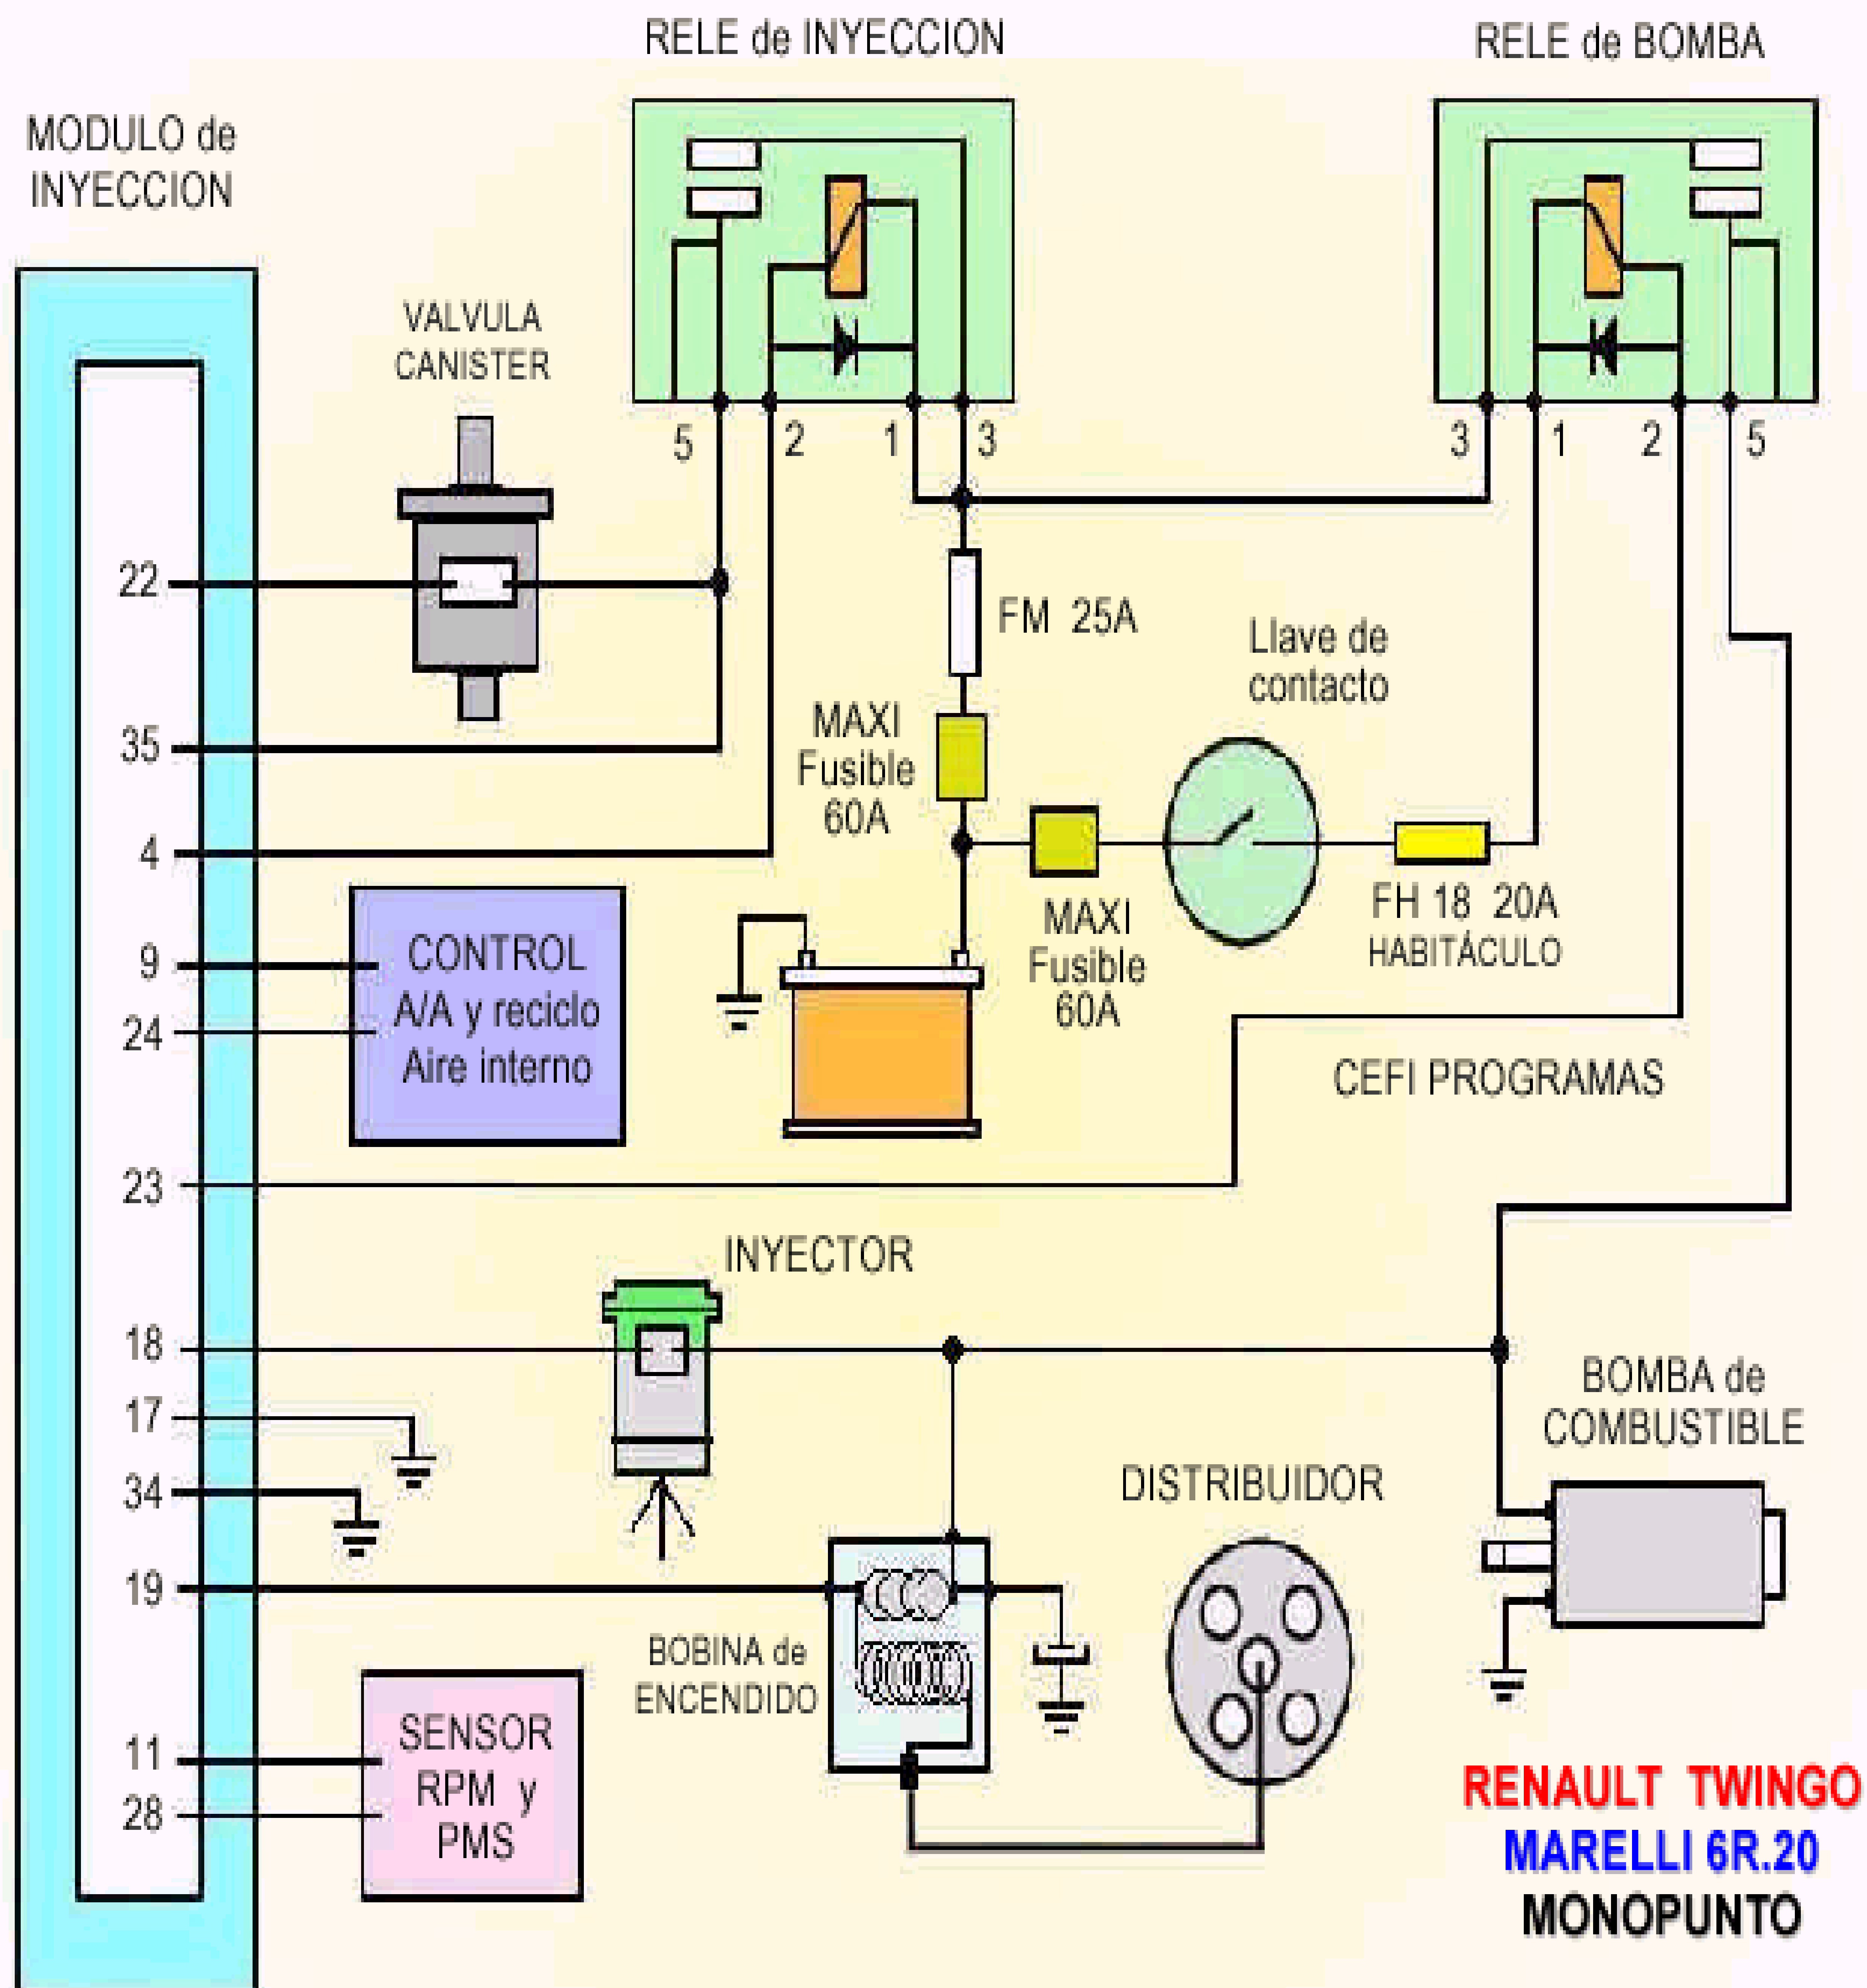 RELE de INYECCION
RELE de BOMBA
MODULO de
INYECCION
VALVULA
CANISTER
5
2
1
3
3
1
2
5
22
FM 25A
Llave de
contacto
MAXI
Fusible
60A
35
4
MAXI
Fusible
60A
FH 18 20A
HABITÁCULO
9
24
CONTROL
A/A y reciclo
Aire interno
CEFI PROGRAMAS
23
INYECTOR
18
17
34
19
BOMBA de
COMBUSTIBLE
DISTRIBUIDOR
BOBINA de
ENCENDIDO
11
28
SENSOR
RPM y
PMS
RENAULT TWINGO
MARELLI 6R.20
MONOPUNTO